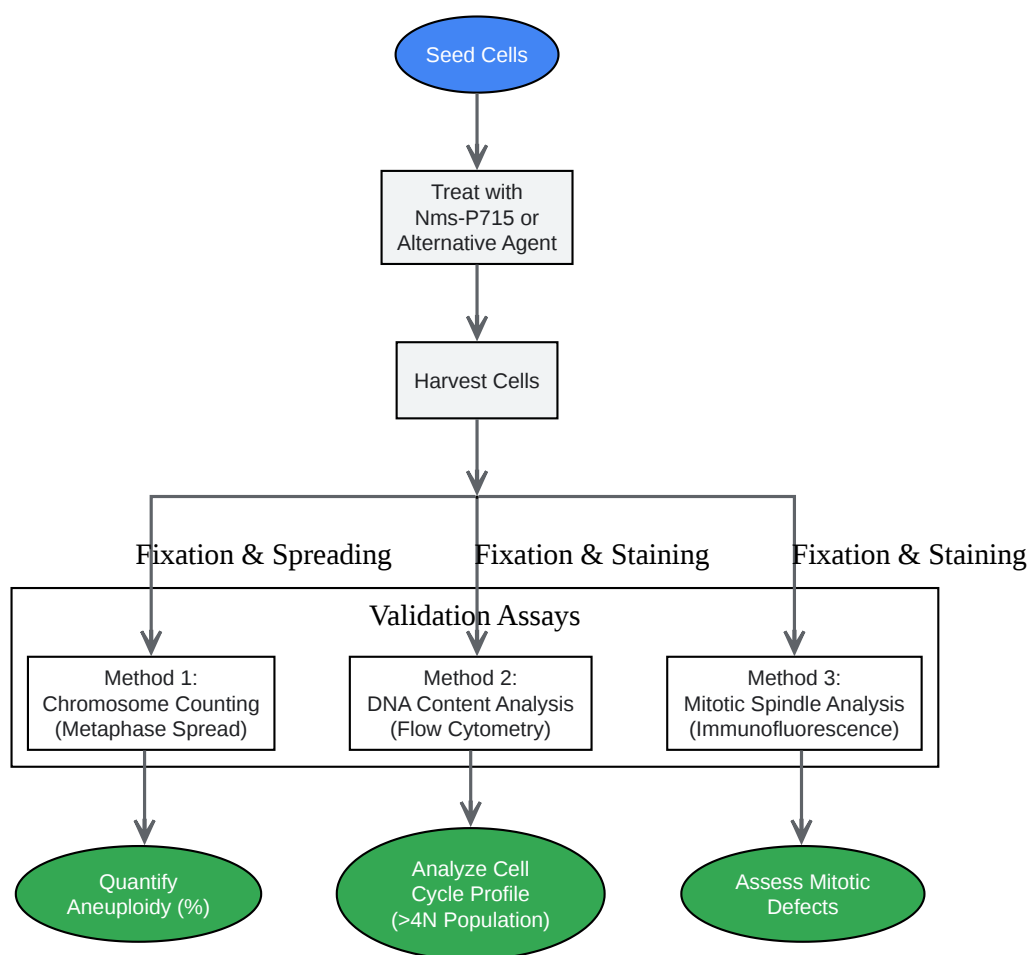 Seed Cells
Treat with
Nms-P715 or
Alternative Agent
Harvest Cells
Fixation & Spreading
Fixation & Staining
Fixation & Staining
Validation Assays
Method 1:
Chromosome Counting
(Metaphase Spread)
Method 2:
DNA Content Analysis
(Flow Cytometry)
Method 3:
Mitotic Spindle Analysis
(Immunofluorescence)
Quantify
Aneuploidy (%)
Analyze Cell
Cycle Profile
(>4N Population)
Assess Mitotic
Defects